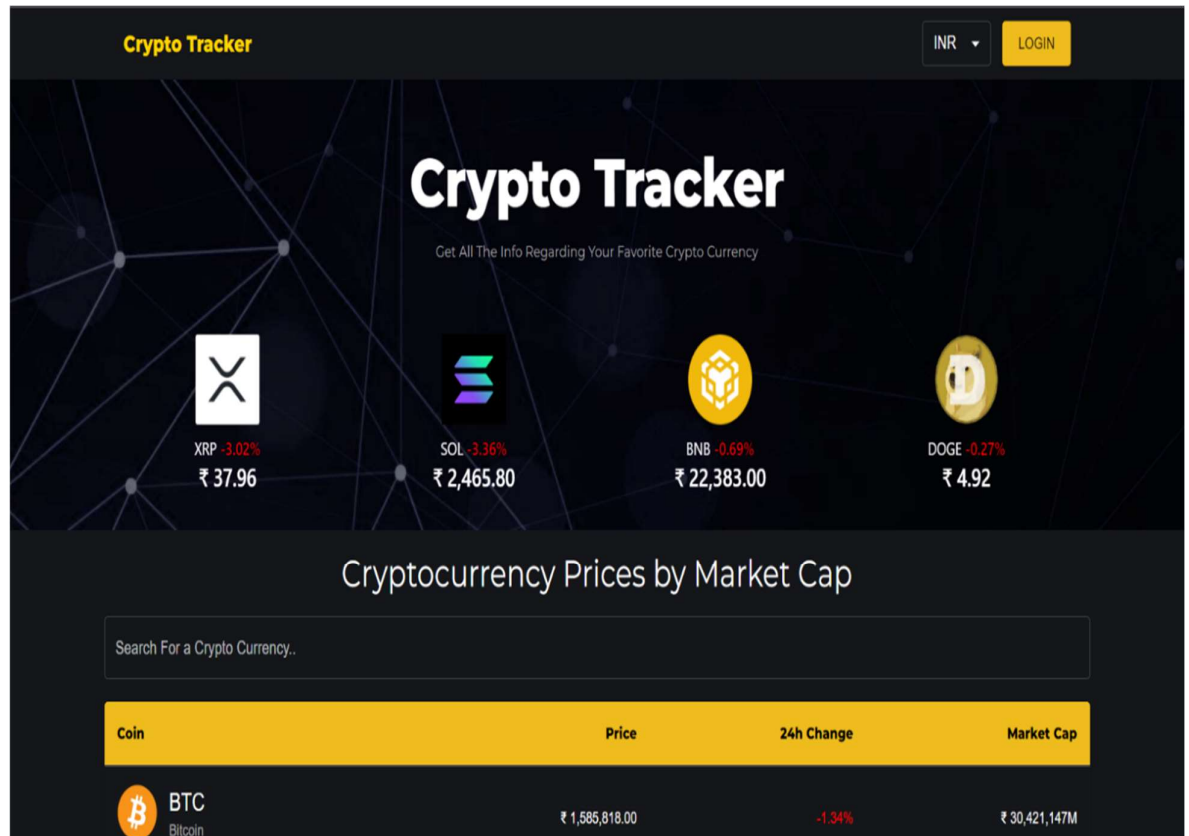 Crypto Tracker
INR
LOGIN
Crypto Tracker
Get All The Info Regarding Your Favorite Crypto Currency
XRP -3.02%
₹ 37.96
SOL -3.36%
₹ 2,465.80
BNB -0.69%
₹ 22,383.00
DOGE -0.27%
₹ 4.92
Cryptocurrency Prices by Market Cap
Search For a Crypto Currency..
Coin Price 24h Change Market Cap
BTC
Bitcoin
₹ 1,585,818.00 -1.34% ₹ 30,421,147M